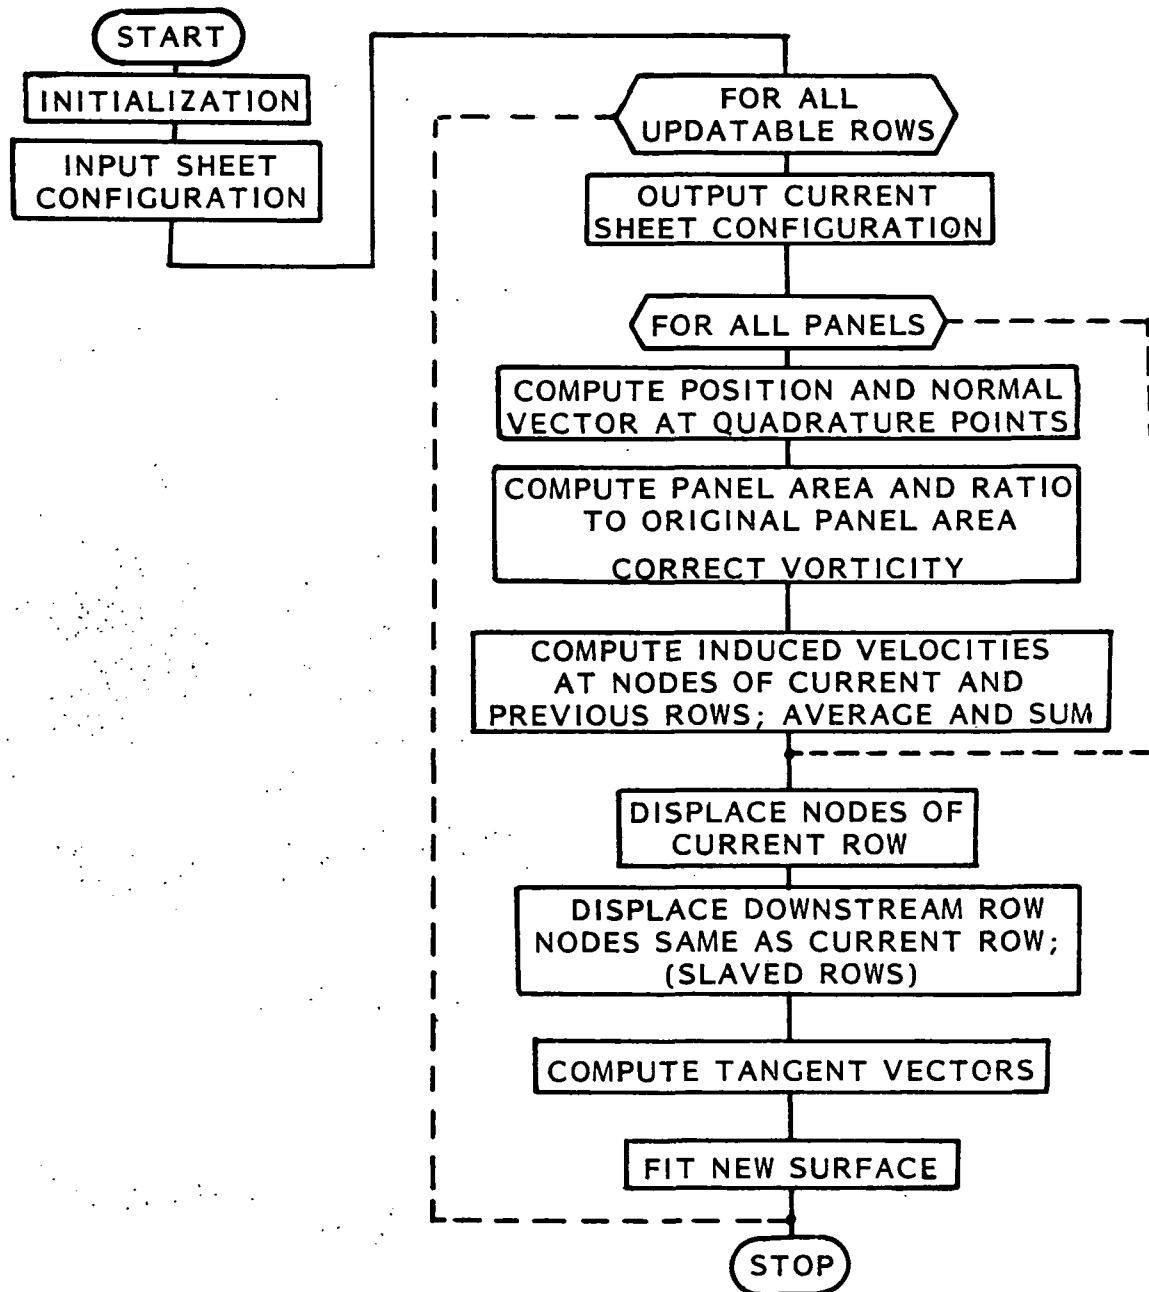 START
INITIALIZATION
INPUT SHEET
CONFIGURATION
FOR ALL
UPDATABLE ROWS
OUTPUT CURRENT
SHEET CONFIGURATION
FOR ALL PANELS
COMPUTE POSITION AND NORMAL
VECTOR AT QUADRATURE POINTS
COMPUTE PANEL AREA AND RATIO
TO ORIGINAL PANEL AREA
CORRECT VORTICITY
COMPUTE INDUCED VELOCITIES
AT NODES OF CURRENT AND
PREVIOUS ROWS; AVERAGE AND SUM
DISPLACE NODES OF
CURRENT ROW
DISPLACE DOWNSTREAM ROW
NODES SAME AS CURRENT ROW;
(SLAVED ROWS)
COMPUTE TANGENT VECTORS
FIT NEW SURFACE
STOP